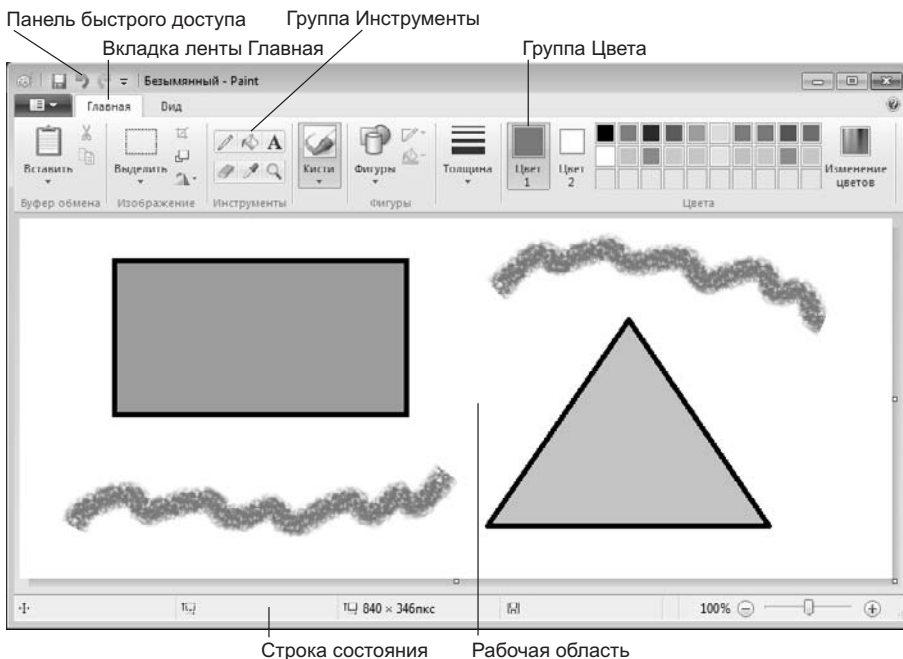 Панель быстрого доступа
Группа Инструменты
Вкладка ленты Главная
Группа Цвета
Безымянный - Paint
Главная Вид
A
Вставить Выделить Кисти Фигуры Толщина Цвет 1 Цвет 2 Изменение цветов
Буфер обмена Изображение Инструменты Фигуры Цвета
840 × 346пкс 100%
Строка состояния Рабочая область